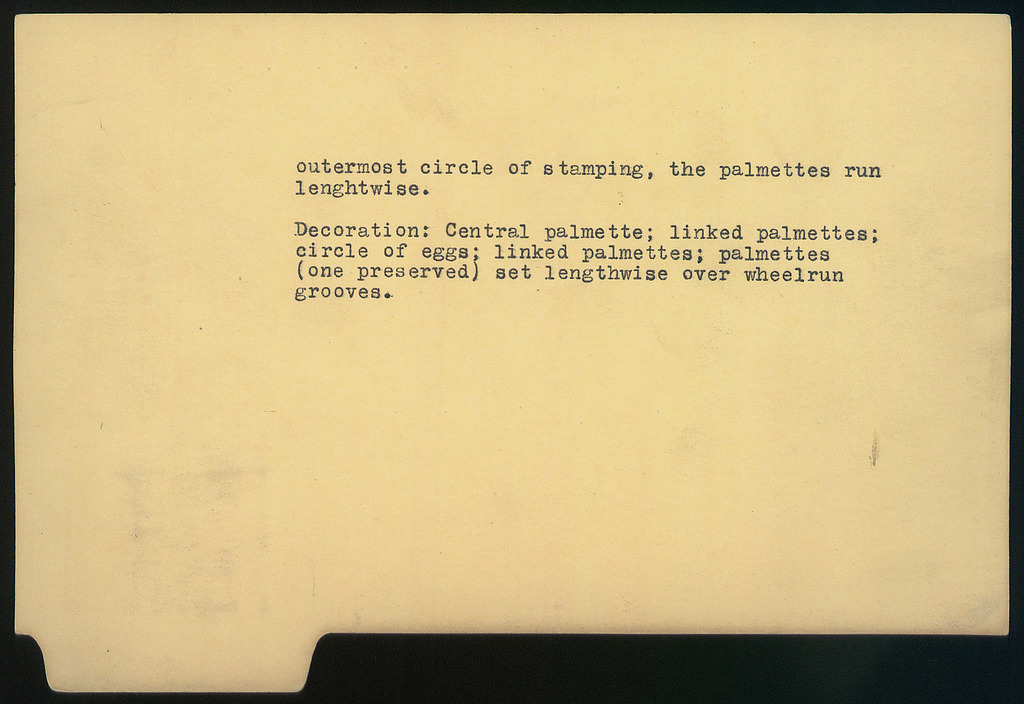 outermost circle of stamping, the palmettes run
lenghtwise.
Decoration: Central palmette; linked palmettes;
circle of eggs; linked palmettes; palmettes
(one preserved) set lengthwise over wheelrun
grooves.